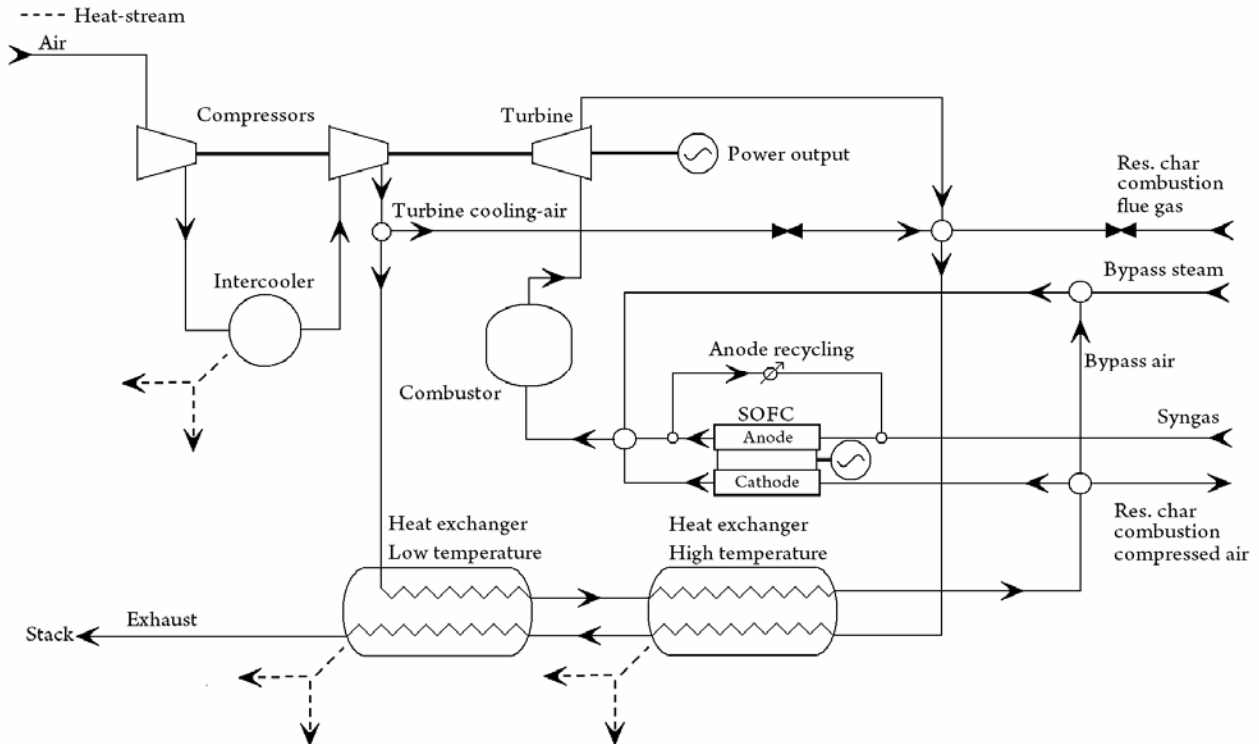 Heat-stream
Air
Compressors
Turbine
Power output
Res. char
combustion
flue gas
Turbine cooling-air
Bypass steam
Intercooler
Anode recycling
Bypass air
Combustor
SOFC
Anode
Syngas
Cathode
Res. char
combustion
compressed air
Heat exchanger
Low temperature
Heat exchanger
High temperature
Exhaust
Stack